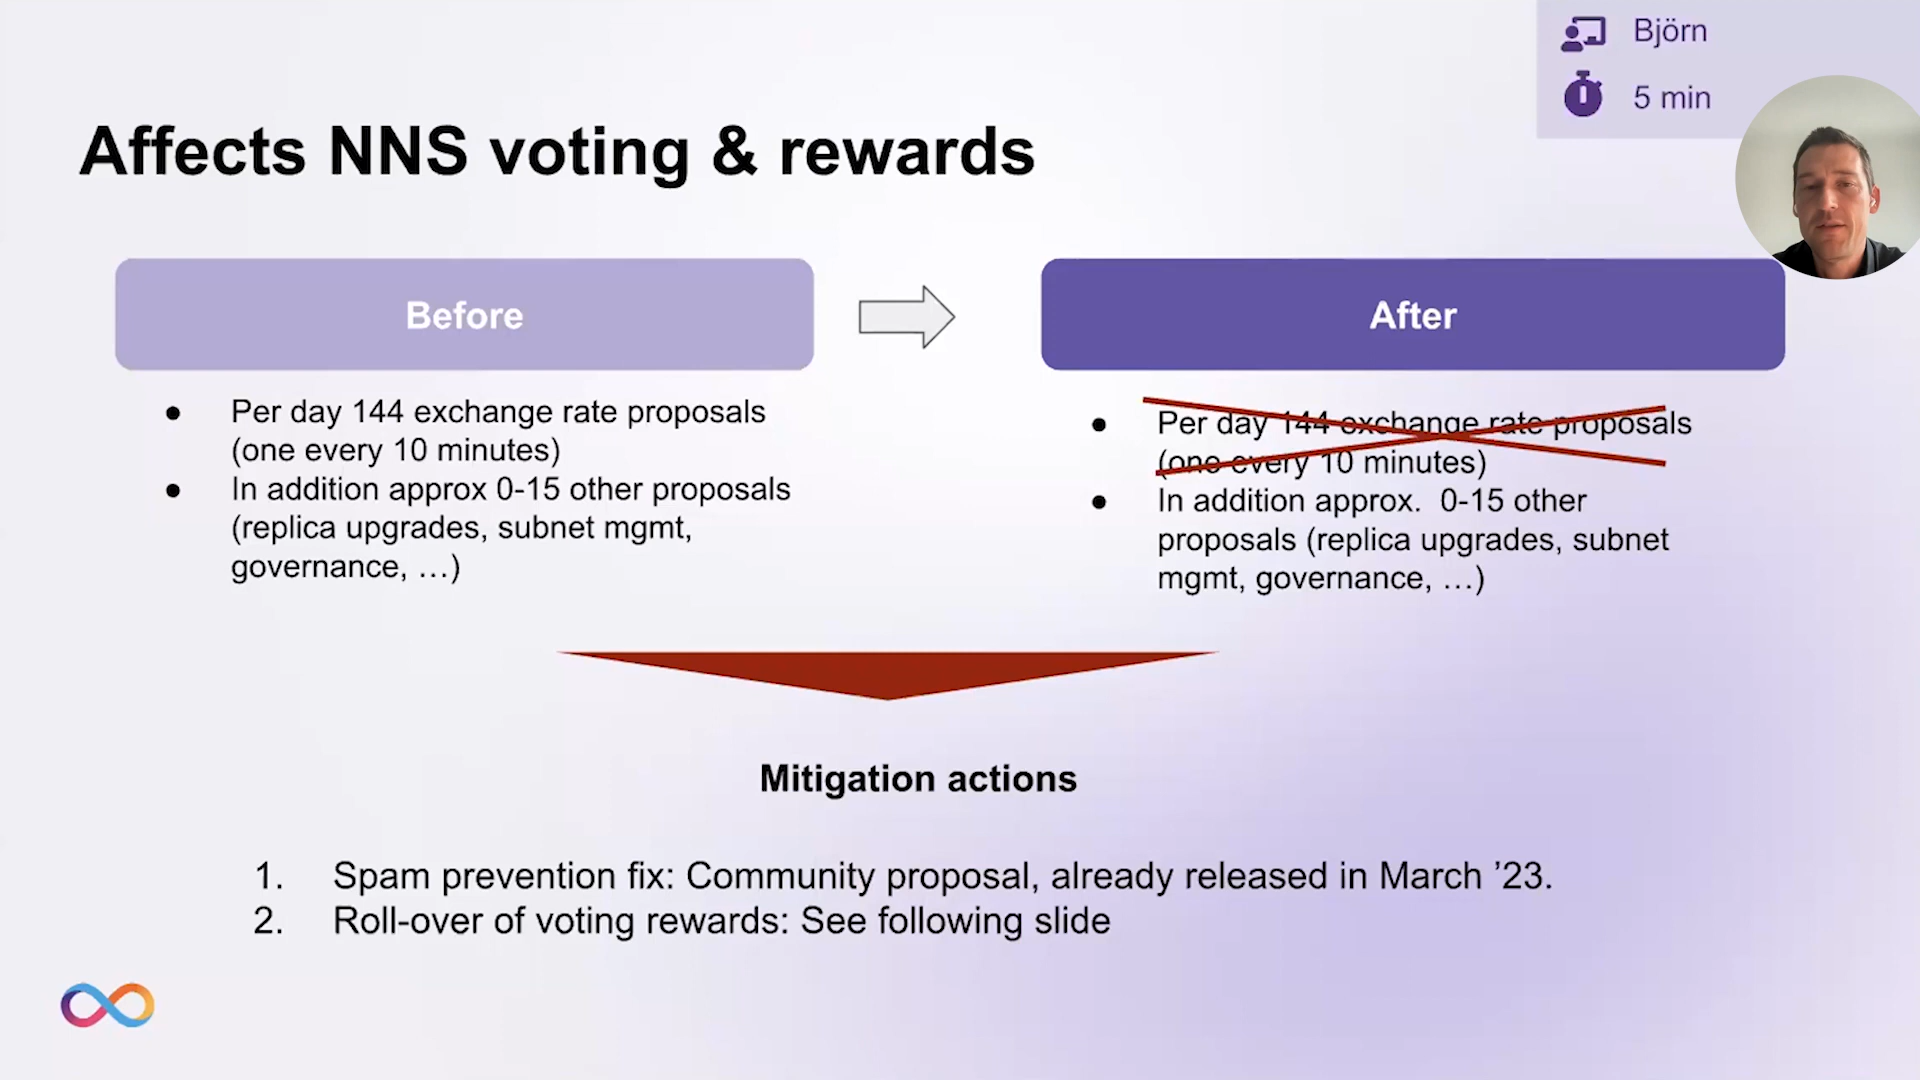 Björn
5 min
Affects NNS voting & rewards
Before
After
● Per day 144 exchange rate proposals
(one every 10 minutes)
● In addition approx 0-15 other proposals
(replica upgrades, subnet mgmt,
governance, …)
● Per day 144 exchange rate proposals
(one every 10 minutes)
● In addition approx. 0-15 other
proposals (replica upgrades, subnet
mgmt, governance, …)
Mitigation actions
1. Spam prevention fix: Community proposal, already released in March ’23.
2. Roll-over of voting rewards: See following slide